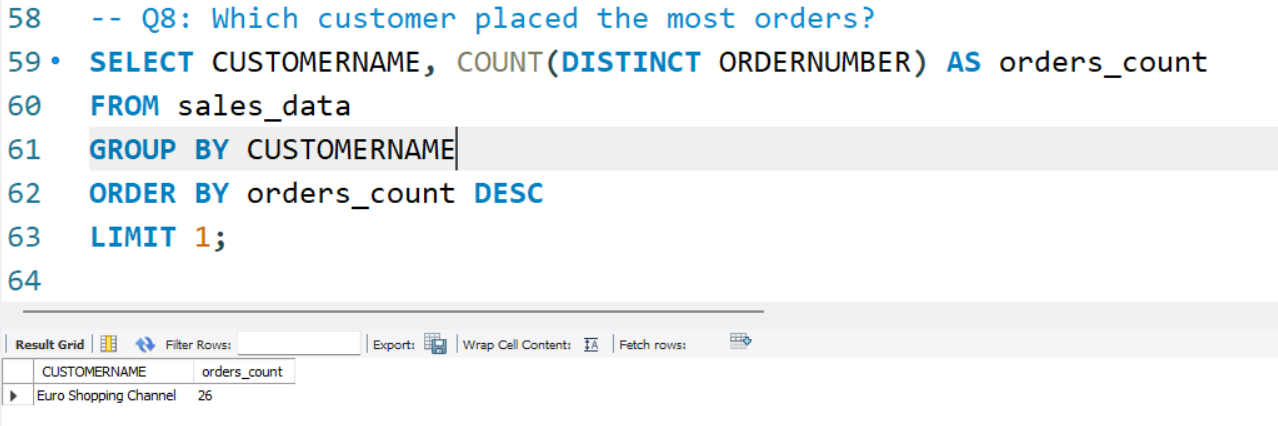 58 -- Q8: Which customer placed the most orders?
59 SELECT CUSTOMERNAME, COUNT(DISTINCT ORDERNUMBER) AS orders_count
60 FROM sales_data
61 GROUP BY CUSTOMERNAME
62 ORDER BY orders_count DESC
63 LIMIT 1;
64
Result Grid Filter Rows: Export: Wrap Cell Content: Fetch rows:
CUSTOMERNAME orders_count
Euro Shopping Channel 26